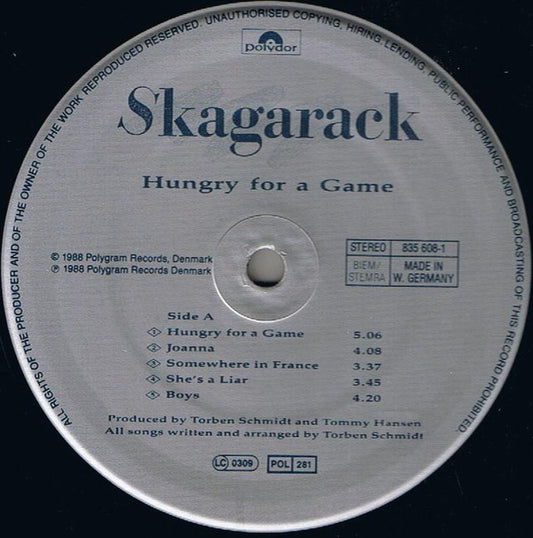 ALL RIGHTS OF THE PRODUCER AND OF THE OWNER OF THE WORK REPRODUCED RESERVED. UNAUTHORISED COPYING, HIRING, LENDING, PUBLIC PERFORMANCE AND BROADCASTING OF THIS RECORD PROHIBITED.
polydor
Skagarack
Hungry for a Game
STEREO 835 608-1
BIEM/STEMRA MADE IN W. GERMANY
© 1988 Polygram Records, Denmark
℗ 1988 Polygram Records Denmark
Side A
1 Hungry for a Game 5.06
2 Joanna 4.08
3 Somewhere in France 3.37
4 She's a Liar 3.45
5 Boys 4.20
Produced by Torben Schmidt and Tommy Hansen
All songs written and arranged by Torben Schmidt
LC 0309 POL 281